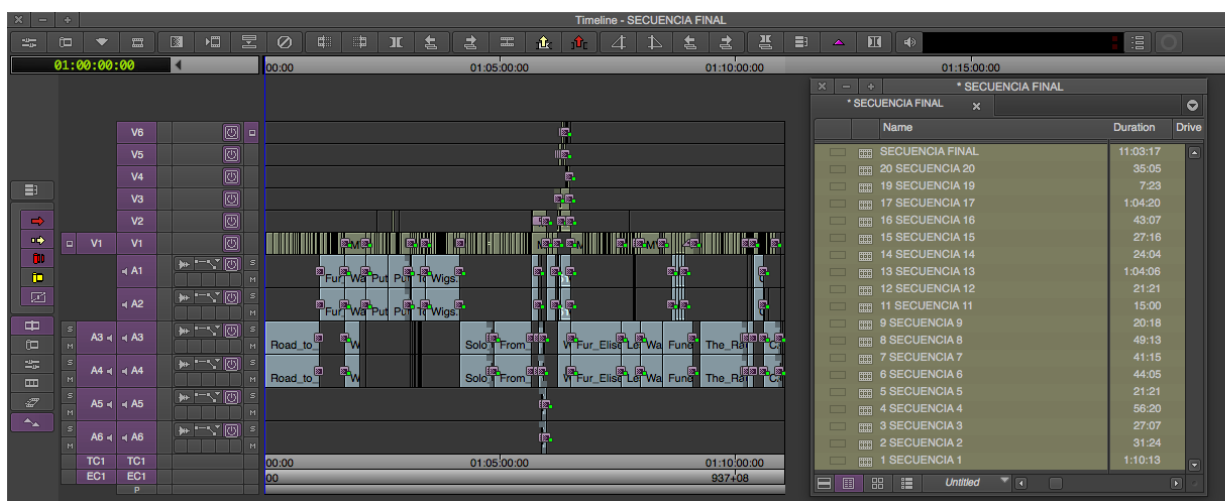 Timeline - SECUENCIA FINAL
01:00:00:00
00:00 01:05:00:00 01:10:00:00 01:15:00:00
* SECUENCIA FINAL
* SECUENCIA FINAL
Name Duration Drive
SECUENCIA FINAL 11:03:17
20 SECUENCIA 20 35:05
19 SECUENCIA 19 7:23
17 SECUENCIA 17 1:04:20
16 SECUENCIA 16 43:07
15 SECUENCIA 15 27:16
14 SECUENCIA 14 24:04
13 SECUENCIA 13 1:04:06
12 SECUENCIA 12 21:21
11 SECUENCIA 11 15:00
9 SECUENCIA 9 20:18
8 SECUENCIA 8 49:13
7 SECUENCIA 7 41:15
6 SECUENCIA 6 44:05
5 SECUENCIA 5 21:21
4 SECUENCIA 4 56:20
3 SECUENCIA 3 27:07
2 SECUENCIA 2 31:24
1 SECUENCIA 1 1:10:13
Untitled
V6
V5
V4
V3
V2
V1 V1
A1 S M Fur Wa Put Pu To Wigs.
A2 S M Fur Wa Put Pu To Wigs.
S M A3 A3 S M Road_to_ W Solo From_ W Fur_Elise Le Wa Fune The_Ra C
S M A4 A4 S M Road_to_ W Solo From_ W Fur_Elise Le Wa Fune The_Ra C
S M A5 A5 S M
S M A6 A6 S M
TC1 TC1 00:00 01:05:00:00 01:10:00:00
EC1 EC1 00 937+08
P